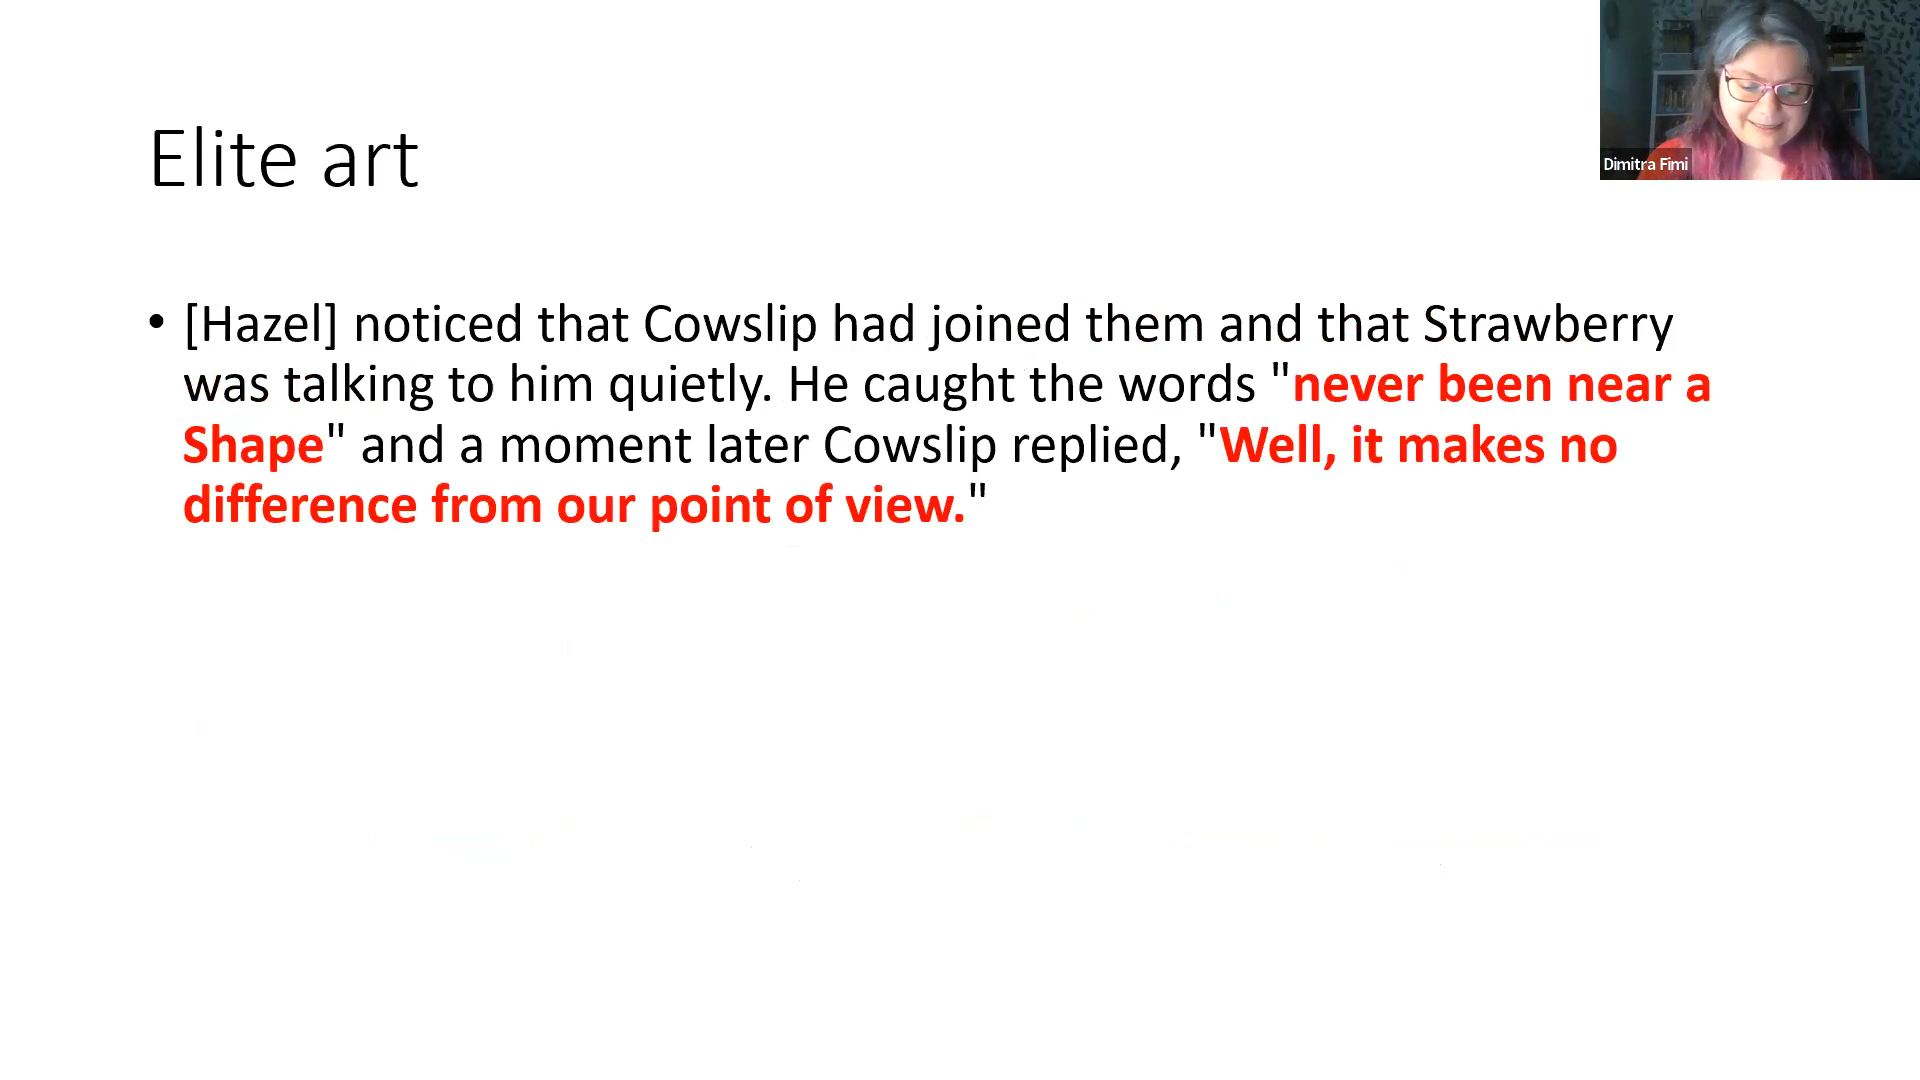 Elite art
Dimitra Fimi
• [Hazel] noticed that Cowslip had joined them and that Strawberry
was talking to him quietly. He caught the words "never been near a
Shape" and a moment later Cowslip replied, "Well, it makes no
difference from our point of view."